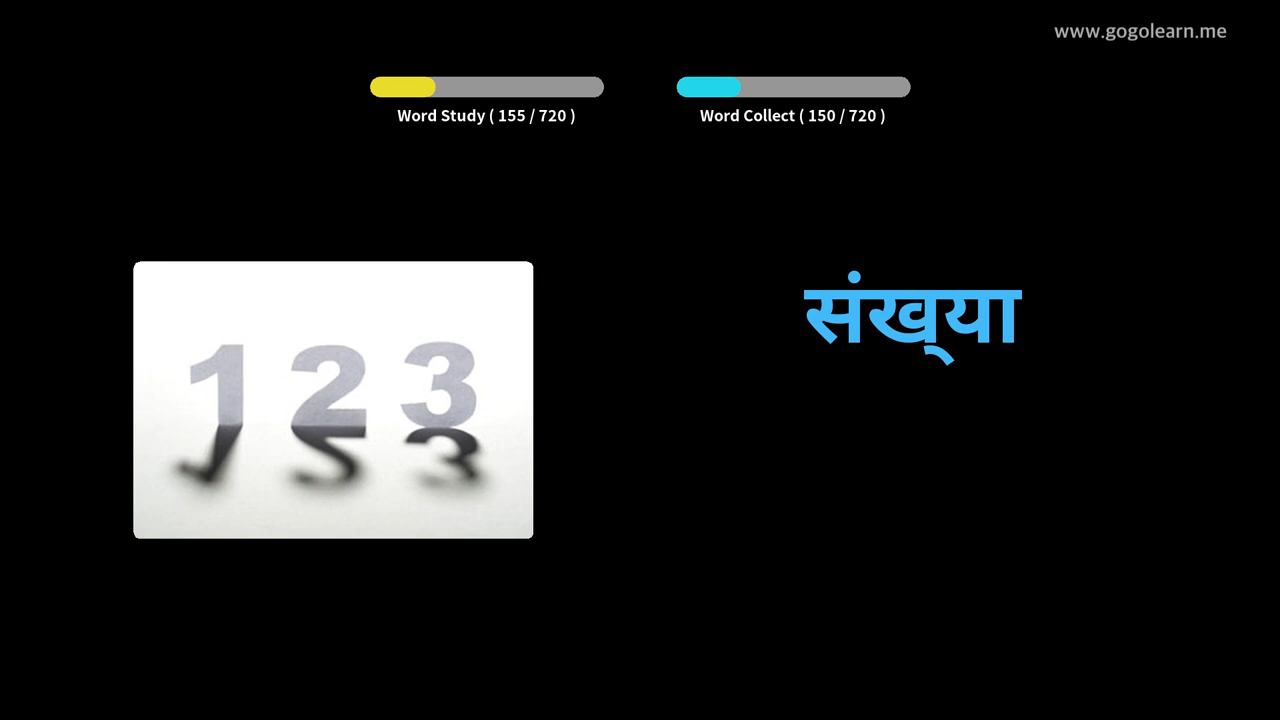 www.gogolearn.me
Word Study ( 155 / 720 )
Word Collect ( 150 / 720 )
1 2 3
संख्या